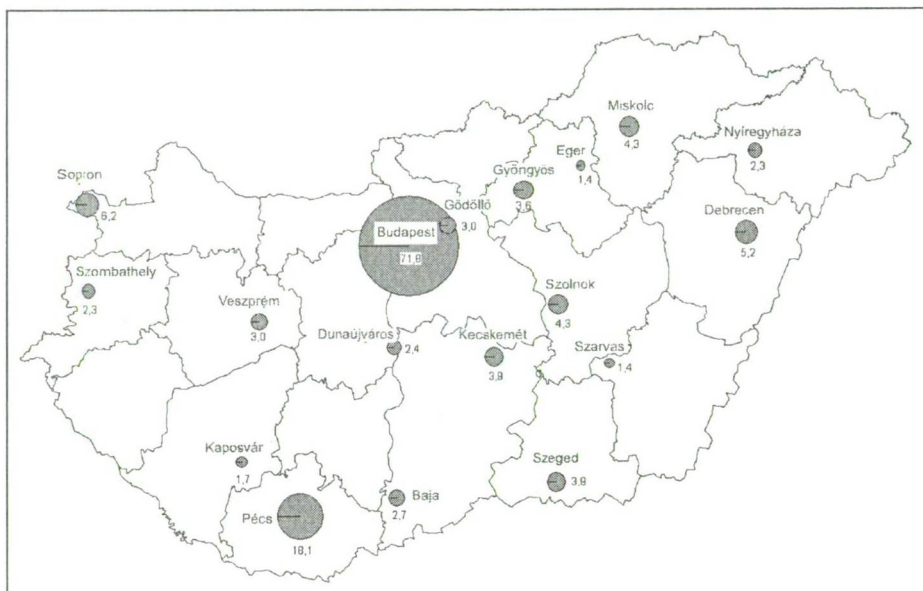 Miskolc
4,3
Nyíregyháza
2,3
Eger
1,4
Gyöngyös
3,6
Sopron
6,2
Gödöllő
3,0
Budapest
71,8
Debrecen
5,2
Szombathely
2,3
Veszprém
3,0
Szolnok
4,3
Dunaújváros
2,4
Kecskemét
3,8
Szarvas
1,4
Kaposvár
1,7
Szeged
3,8
Baja
2,7
Pécs
18,1